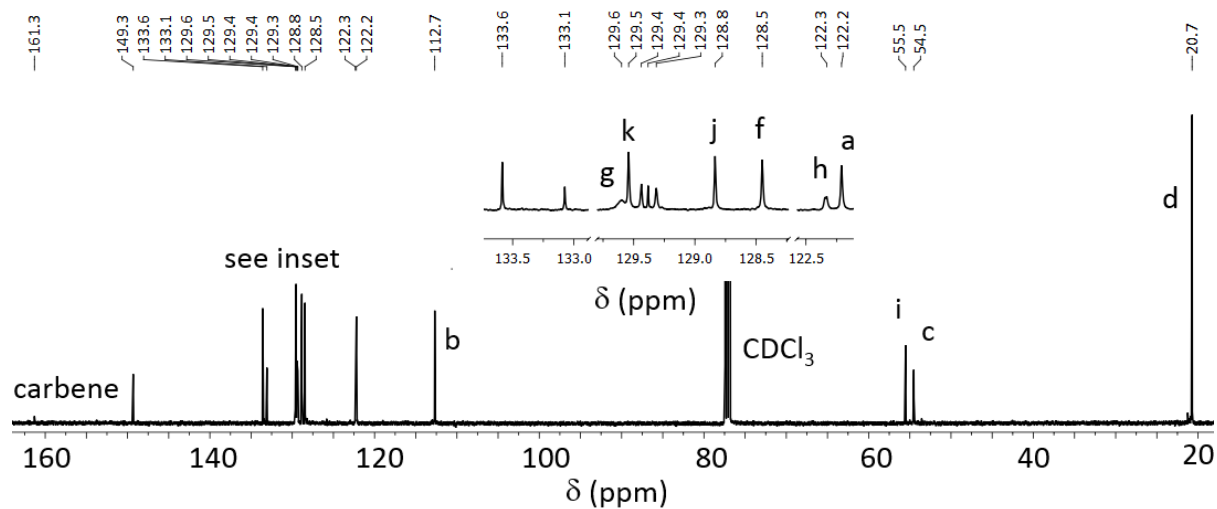 161.3 149.3 133.6 133.1 129.6 129.5 129.4 129.4 129.3 128.8 128.5 122.3 122.2 112.7 133.6 133.1 129.6 129.5 129.4 129.4 129.3 128.8 128.5 122.3 122.2 55.5 54.5 20.7
g k j f h a
133.5 133.0 129.5 129.0 128.5 122.5
δ (ppm)
see inset
d
carbene
b
CDCl3
i
c
160 140 120 100 80 60 40 20
δ (ppm)